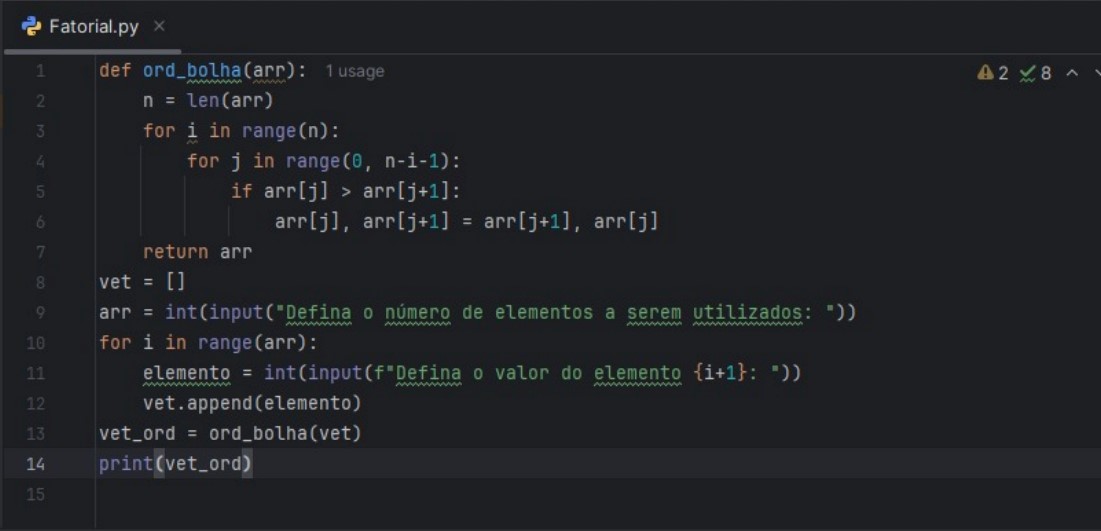 Fatorial.py ×
1 def ord_bolha(arr): 1 usage 2 8
2 n = len(arr)
3 for i in range(n):
4 for j in range(0, n-i-1):
5 if arr[j] > arr[j+1]:
6 arr[j], arr[j+1] = arr[j+1], arr[j]
7 return arr
8 vet = []
9 arr = int(input("Defina o número de elementos a serem utilizados: "))
10 for i in range(arr):
11 elemento = int(input(f"Defina o valor do elemento {i+1}: "))
12 vet.append(elemento)
13 vet_ord = ord_bolha(vet)
14 print(vet_ord)
15